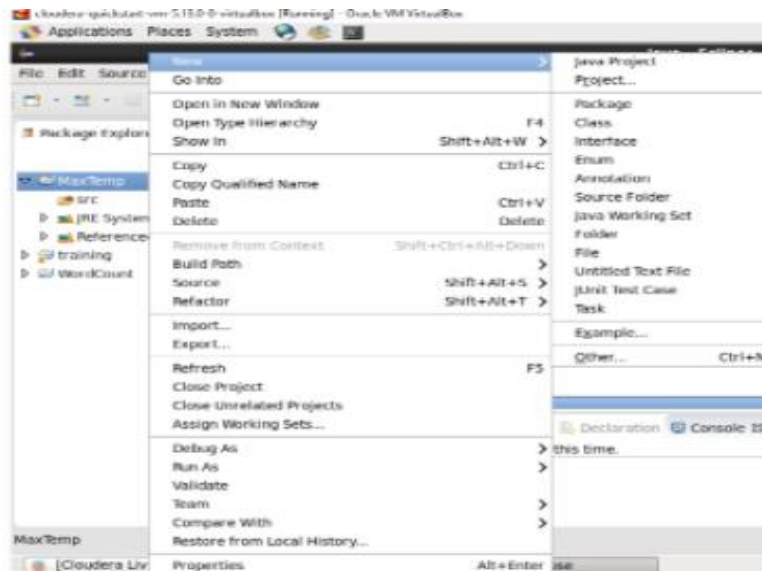 cloudera-quickstart-vm-5.13.0-0-virtualbox [Running] - Oracle VM VirtualBox
Applications Places System
Java - Eclipse
File Edit Source
Package Explor
MaxTemp
src
JRE System
Reference
training
WordCount
New
Go Into
Open in New Window
Open Type Hierarchy F4
Show In Shift+Alt+W
Copy Ctrl+C
Copy Qualified Name
Paste Ctrl+V
Delete Delete
Remove from Context Shift+Ctrl+Alt+Down
Build Path
Source Shift+Alt+S
Refactor Shift+Alt+T
Import...
Export...
Refresh F5
Close Project
Close Unrelated Projects
Assign Working Sets...
Debug As
Run As
Validate
Team
Compare With
Restore from Local History...
Properties Alt+Enter
Java Project
Project...
Package
Class
Interface
Enum
Annotation
Source Folder
Java Working Set
Folder
File
Untitled Text File
JUnit Test Case
Task
Example...
Other... Ctrl+N
Declaration Console
this time.
MaxTemp
[Cloudera Liv